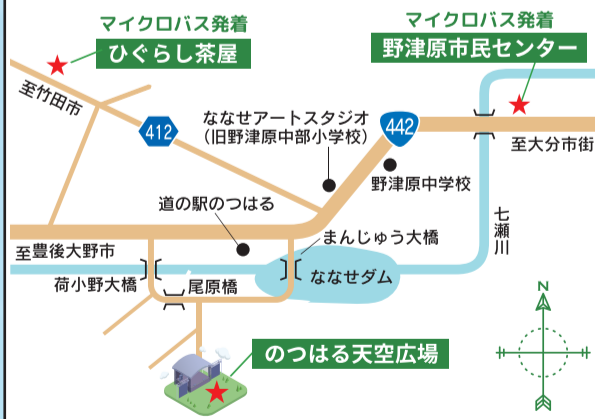 マイクロバス発着
ひぐらし茶屋
マイクロバス発着
野津原市民センター
至竹田市
412
ななせアートスタジオ
(旧野津原中部小学校)
442
至大分市街
野津原中学校
道の駅のつはる
七瀬川
至豊後大野市
まんじゅう大橋
荷小野大橋
尾原橋
ななせダム
N
のつはる天空広場